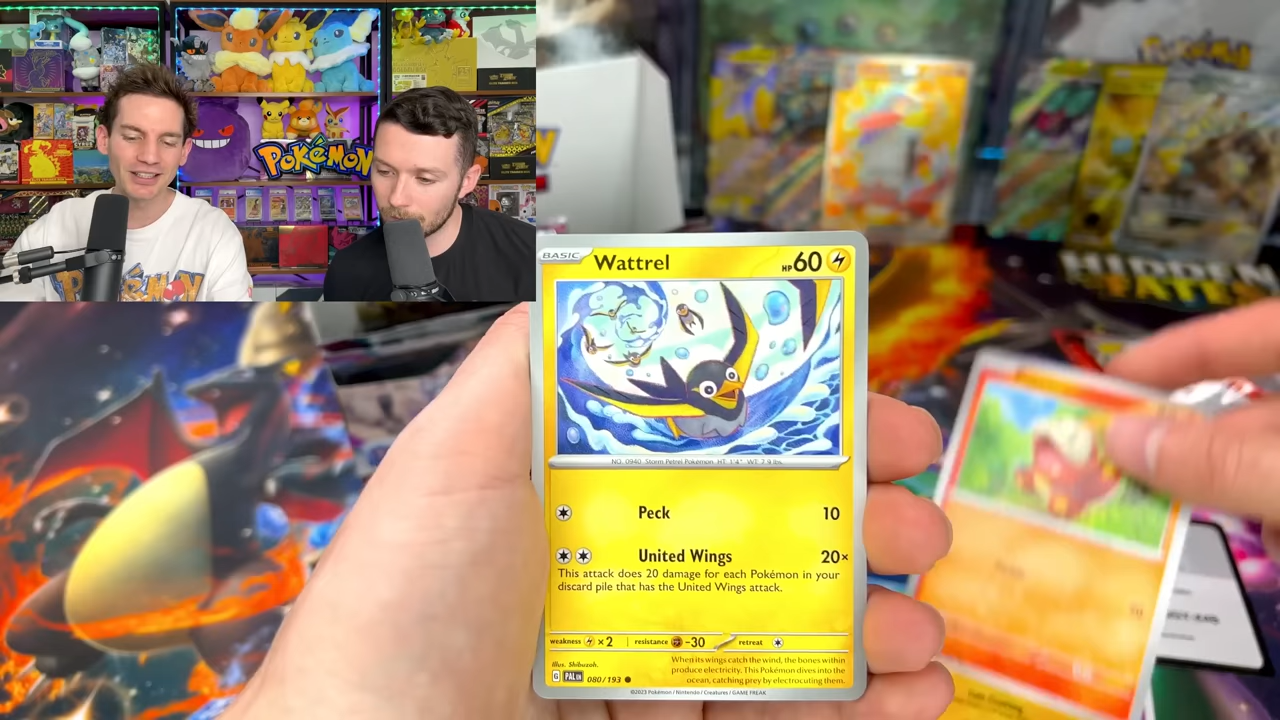 POKÉMON
POKÉMON
POKÉMON
HIDDEN
FATES
BASIC
Wattrel
HP60
NO. 0940 Storm Petrel Pokémon HT: 1'4" WT: 7.9 lbs.
Peck 10
United Wings 20×
This attack does 20 damage for each Pokémon in your
discard pile that has the United Wings attack.
weakness ×2 resistance -30 retreat
Illus. Shibuzoh.
When its wings catch the wind, the bones within
produce electricity. This Pokémon dives into the
ocean, catching prey by electrocuting them.
G PAL EN 080/193
©2023 Pokémon / Nintendo / Creatures / GAME FREAK